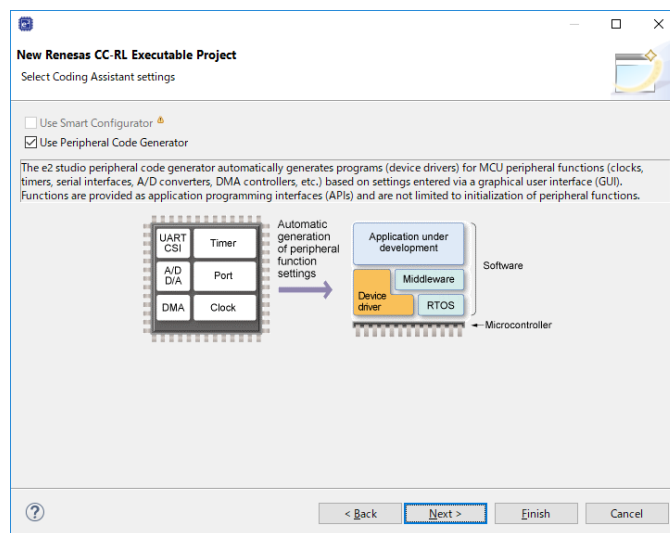 e²
New Renesas CC-RL Executable Project
Select Coding Assistant settings
Use Smart Configurator
Use Peripheral Code Generator
The e2 studio peripheral code generator automatically generates programs (device drivers) for MCU peripheral functions (clocks,
timers, serial interfaces, A/D converters, DMA controllers, etc.) based on settings entered via a graphical user interface (GUI).
Functions are provided as application programming interfaces (APIs) and are not limited to initialization of peripheral functions.
UART
CSI
Timer
A/D
D/A
Port
DMA
Clock
Automatic
generation
of peripheral
function
settings
Application under
development
Middleware
Device
driver
RTOS
Software
Microcontroller
?
< Back
Next >
Finish
Cancel